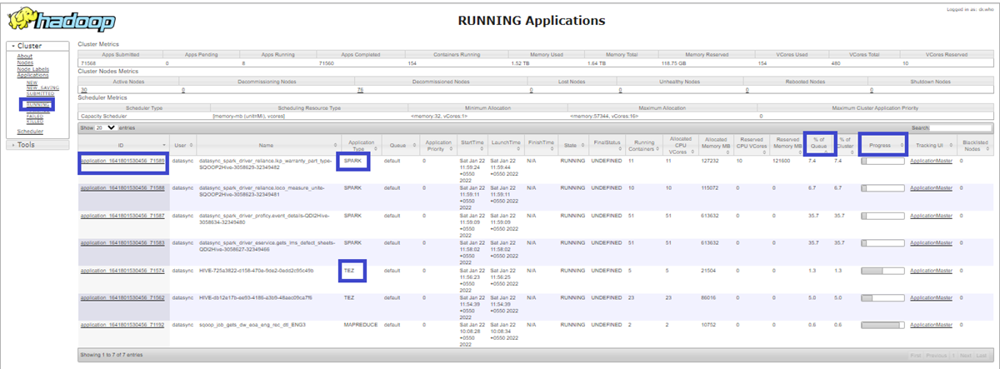 Logged in as: dr.who
hadoop
RUNNING Applications
Cluster
About
Nodes
Node Labels
Applications
NEW
NEW_SAVING
SUBMITTED
RUNNING
FAILED
KILLED
Scheduler
Tools
Cluster Metrics
Apps Submitted Apps Pending Apps Running Apps Completed Containers Running Memory Used Memory Total Memory Reserved VCores Used VCores Total VCores Reserved
71568 0 8 71560 154 1.52 TB 1.64 TB 118.75 GB 154 480 10
Cluster Nodes Metrics
Active Nodes Decommissioning Nodes Decommissioned Nodes Lost Nodes Unhealthy Nodes Rebooted Nodes Shutdown Nodes
30 0 76 0 0 0 0
Scheduler Metrics
Scheduler Type Scheduling Resource Type Minimum Allocation Maximum Allocation Maximum Cluster Application Priority
Capacity Scheduler [memory-mb (unit=Mi), vcores] <memory:32, vCores:1> <memory:57344, vCores:16> 0
Show 20 entries Search:
ID User Name Application Type Queue Application Priority StartTime LaunchTime FinishTime State FinalStatus Running Containers Allocated CPU VCores Allocated Memory MB Reserved CPU VCores Reserved Memory MB % of Queue % of Cluster Progress Tracking UI Blacklisted Nodes
application_1641801530456_71589 datasync datasync_spark_driver_reliance.lkp_warranty_part_type-SQOOP2Hive-3058629-32349482 SPARK default 0 Sat Jan 22 11:59:24 +0550 2022 Sat Jan 22 11:59:44 +0550 2022 N/A RUNNING UNDEFINED 11 11 127232 10 121600 7.4 7.4 ApplicationMaster 0
application_1641801530456_71588 datasync datasync_spark_driver_reliance.loco_measure_units-SQOOP2Hive-3058623-32349481 SPARK default 0 Sat Jan 22 11:59:11 +0550 2022 Sat Jan 22 11:59:11 +0550 2022 N/A RUNNING UNDEFINED 10 10 115072 0 0 6.7 6.7 ApplicationMaster 0
application_1641801530456_71587 datasync datasync_spark_driver_proficy.event_details-QDI2Hive-3058634-32349480 SPARK default 0 Sat Jan 22 11:59:09 +0550 2022 Sat Jan 22 11:59:09 +0550 2022 N/A RUNNING UNDEFINED 51 51 613632 0 0 35.7 35.7 ApplicationMaster 0
application_1641801530456_71583 datasync datasync_spark_driver_eservice.gets_lms_defect_sheets-QDI2Hive-3058627-32349466 SPARK default 0 Sat Jan 22 11:58:02 +0550 2022 Sat Jan 22 11:58:02 +0550 2022 N/A RUNNING UNDEFINED 51 51 613632 0 0 35.7 35.7 ApplicationMaster 0
application_1641801530456_71574 datasync HIVE-725a3822-d158-470a-9da2-0add2c95c49b TEZ default 0 Sat Jan 22 11:56:23 +0550 2022 Sat Jan 22 11:56:25 +0550 2022 N/A RUNNING UNDEFINED 5 5 21504 0 0 1.3 1.3 ApplicationMaster 0
application_1641801530456_71562 datasync HIVE-db12e17b-ee93-4186-a3b9-48aec09ca7f6 TEZ default 0 Sat Jan 22 11:54:39 +0550 2022 Sat Jan 22 11:54:39 +0550 2022 N/A RUNNING UNDEFINED 23 23 86016 0 0 5.0 5.0 ApplicationMaster 0
application_1641801530456_71192 datasync sqoop_job_gets_dw_eoa_eng_rec_dtl_ENG3 MAPREDUCE default 0 Sat Jan 22 10:08:28 +0550 2022 Sat Jan 22 10:08:34 +0550 2022 N/A RUNNING UNDEFINED 2 2 10752 0 0 0.6 0.6 ApplicationMaster 0
Showing 1 to 7 of 7 entries First Previous 1 Next Last